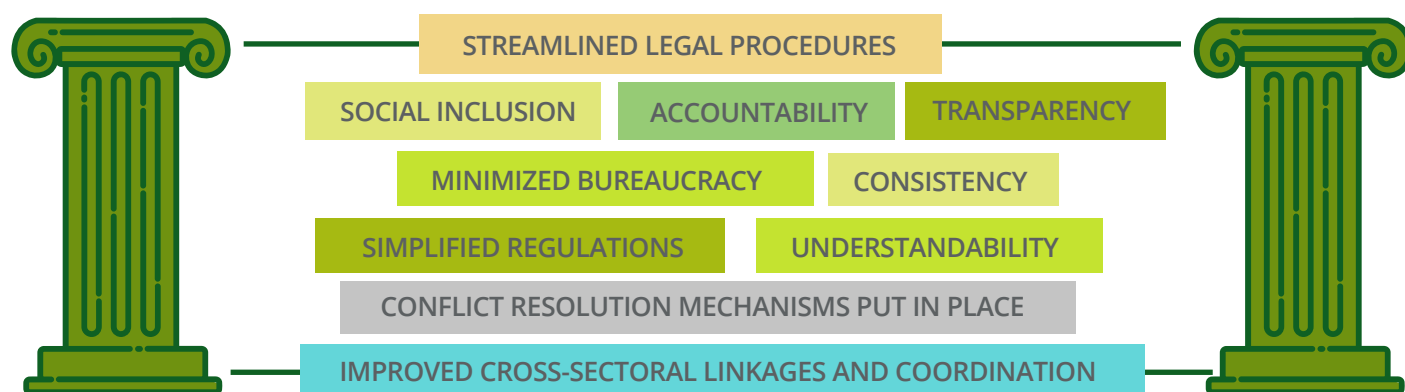 STREAMLINED LEGAL PROCEDURES
SOCIAL INCLUSION ACCOUNTABILITY TRANSPARENCY
MINIMIZED BUREAUCRACY CONSISTENCY
SIMPLIFIED REGULATIONS UNDERSTANDABILITY
CONFLICT RESOLUTION MECHANISMS PUT IN PLACE
IMPROVED CROSS-SECTORAL LINKAGES AND COORDINATION